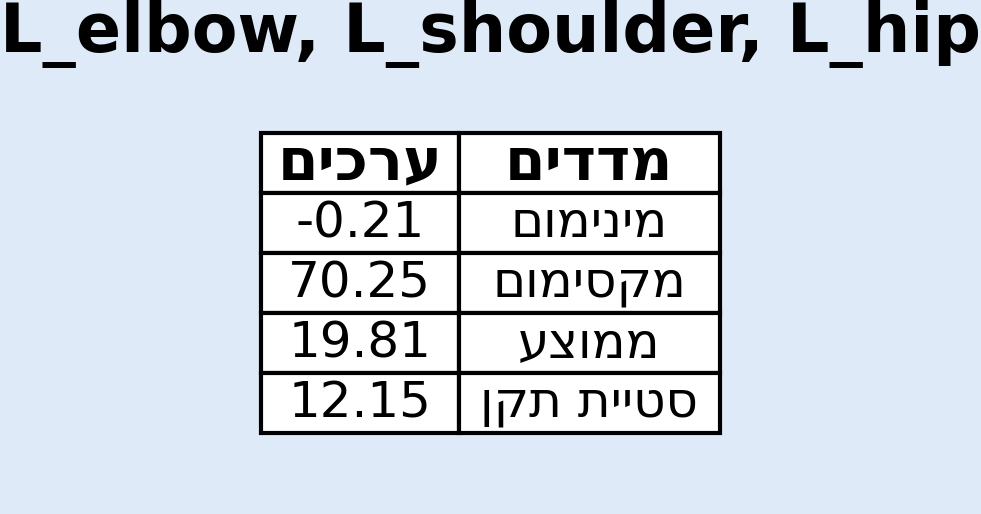 L_elbow, L_shoulder, L_hip
מדדים ערכים
מינימום -0.21
מקסימום 70.25
ממוצע 19.81
סטיית תקן 12.15